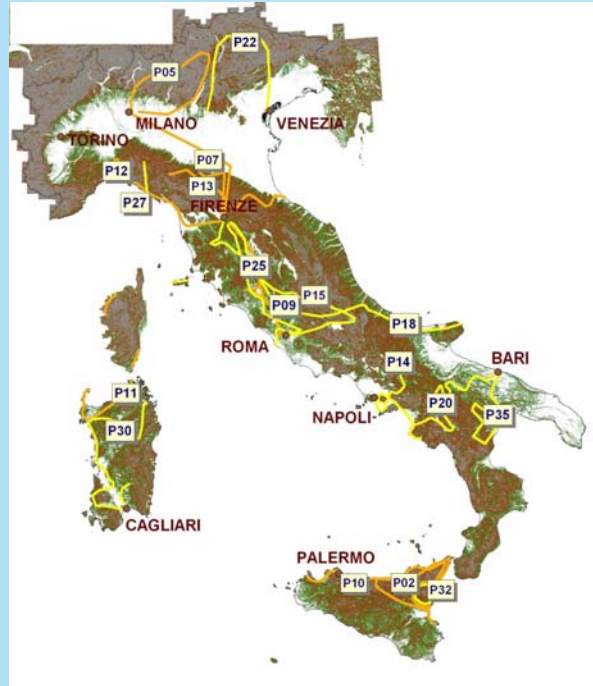 P22
P05
MILANO
VENEZIA
TORINO
P07
P12
P13
P27
FIRENZE
P25
P15
P09
P18
ROMA
P14
BARI
P11
NAPOLI
P20
P35
P30
CAGLIARI
PALERMO
P10
P02
P32